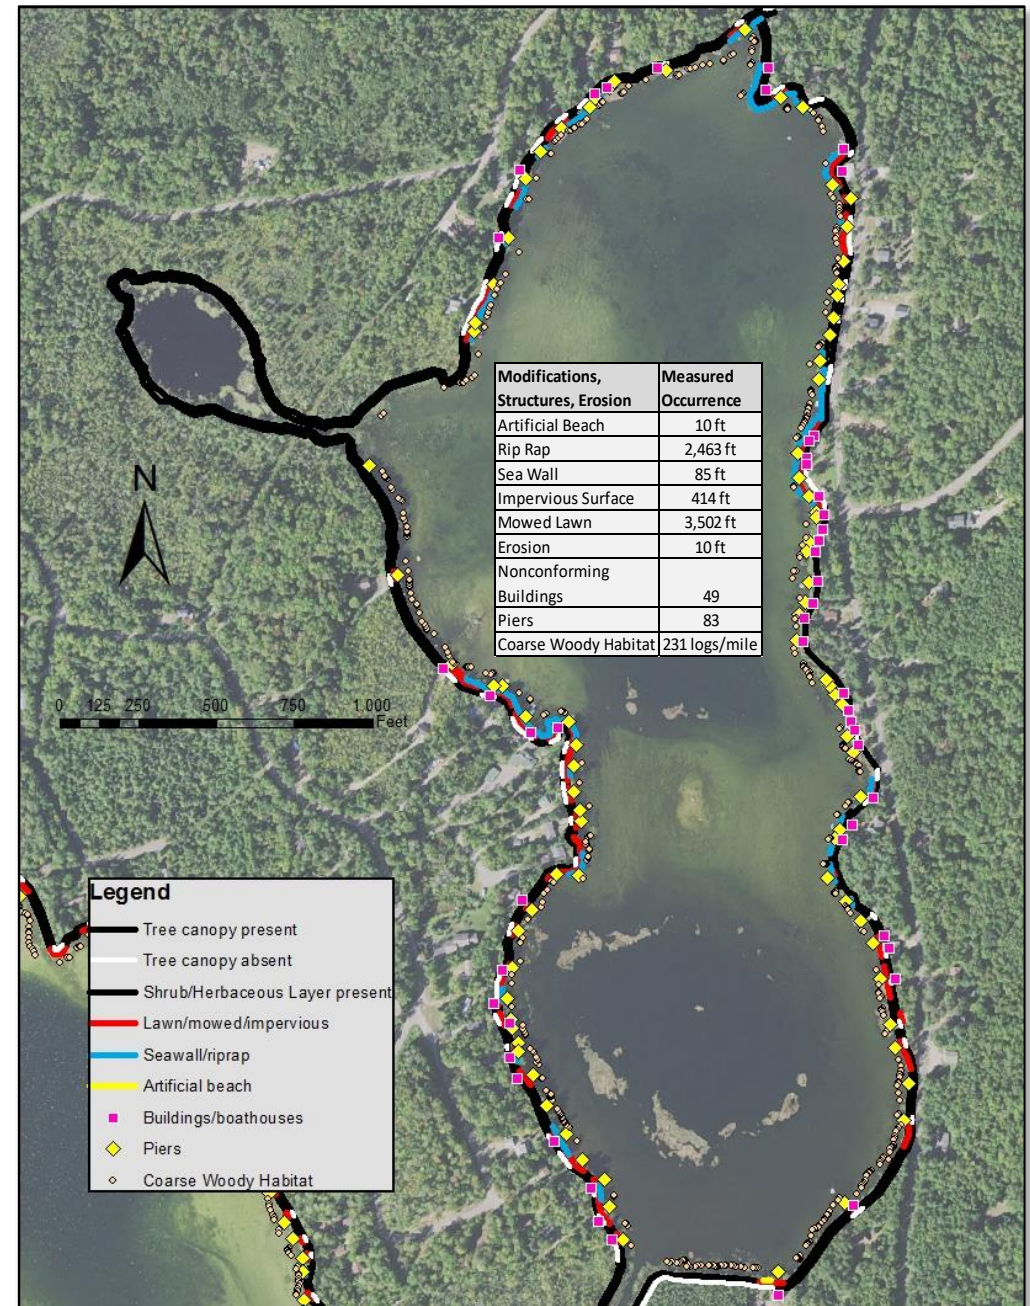 Modifications, Structures, Erosion Measured Occurrence
Artificial Beach 10 ft
Rip Rap 2,463 ft
Sea Wall 85 ft
Impervious Surface 414 ft
Mowed Lawn 3,502 ft
Erosion 10 ft
Nonconforming
Buildings 49
Piers 83
Coarse Woody Habitat 231 logs/mile
N
0 125 250 500 750 1,000
Feet
Legend
Tree canopy present
Tree canopy absent
Shrub/Herbaceous Layer present
Lawn/mowed/impervious
Seawall/riprap
Artificial beach
Buildings/boathouses
Piers
Coarse Woody Habitat